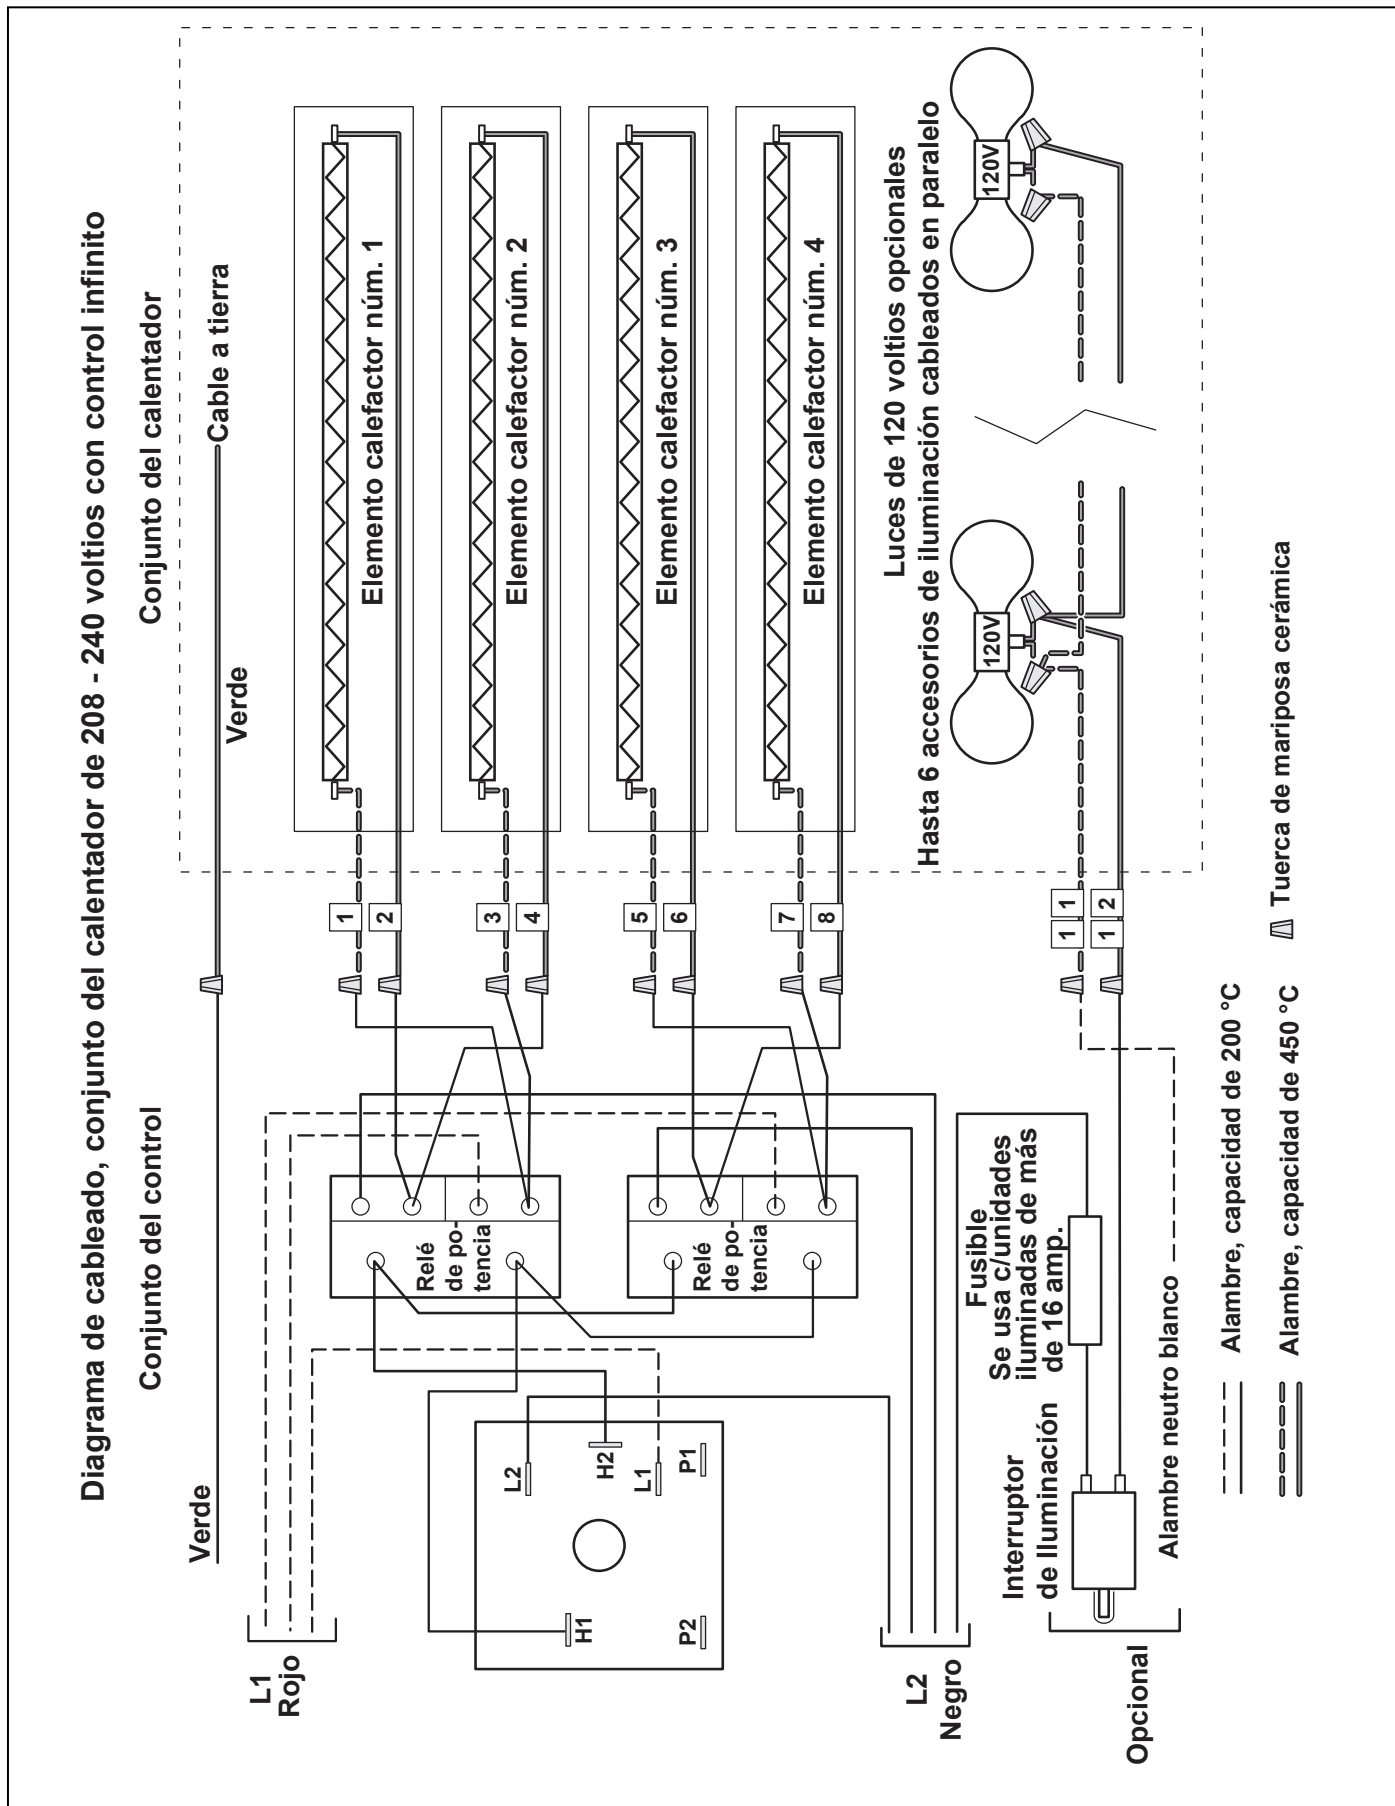 Diagrama de cableado, conjunto del calentador de 208 - 240 voltios con control infinito
Conjunto del control
Conjunto del calentador
Verde
Verde
Cable a tierra
L1
Rojo
Elemento calefactor núm. 1
1
2
Elemento calefactor núm. 2
3
4
Elemento calefactor núm. 3
5
6
Elemento calefactor núm. 4
7
8
Relé
de po-
tencia
Relé
de po-
tencia
H1
L2
H2
L1
P1
P2
L2
Negro
Luces de 120 voltios opcionales
Hasta 6 accesorios de iluminación cableados en paralelo
120V
120V
1 1
1 2
Fusible
Se usa c/unidades
iluminadas de más
de 16 amp.
Interruptor
de Iluminación
Opcional
Alambre neutro blanco
Alambre, capacidad de 200 °C
Alambre, capacidad de 450 °C
Tuerca de mariposa cerámica